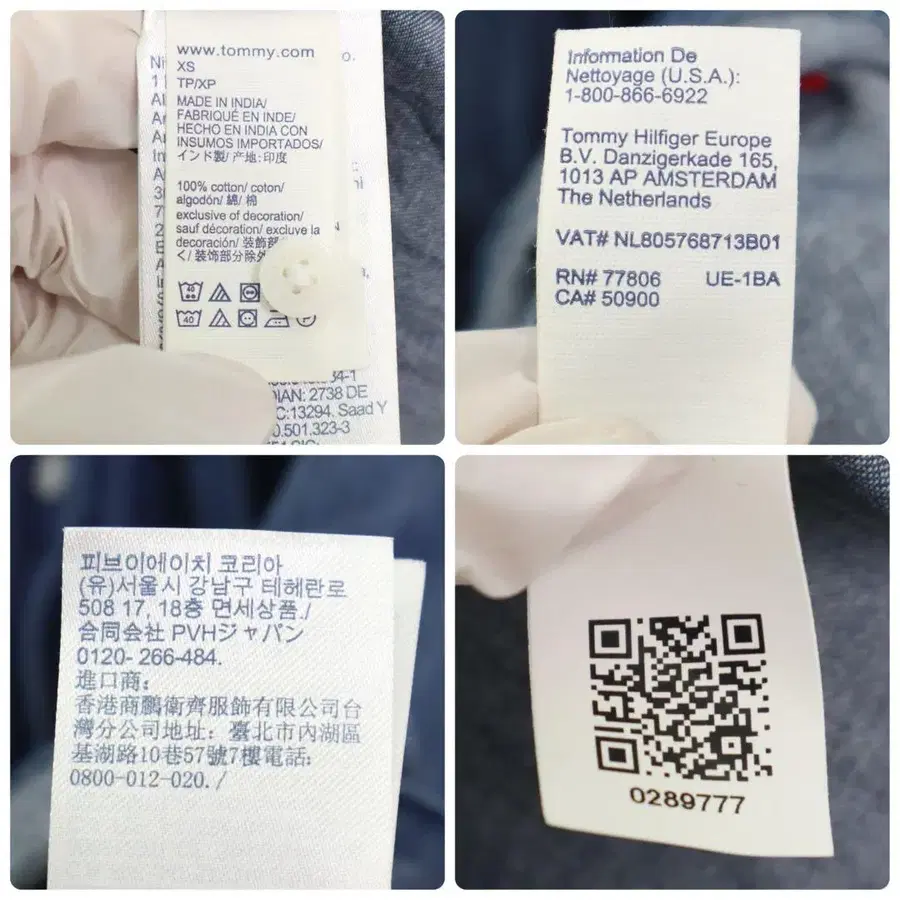 www.tommy.com
XS
TP/XP
MADE IN INDIA/
FABRIQUÉ EN INDE/
HECHO EN INDIA CON
INSUMOS IMPORTADOS/
インド製/ 产地: 印度
100% cotton/ coton/
algodón/ 綿/ 棉
exclusive of decoration/
sauf décoration/ excluye la
decoración/ 装飾部
く/ 装饰部分除外
40
40
2738 DE
C:13294. Saad Y
0.501.323-3
Information De
Nettoyage (U.S.A.):
1-800-866-6922
Tommy Hilfiger Europe
B.V. Danzigerkade 165,
1013 AP AMSTERDAM
The Netherlands
VAT# NL805768713B01
RN# 77806 UE-1BA
CA# 50900
피브이에이치 코리아
(유)서울시 강남구 테헤란로
508 17, 18층 면세상품./
合同会社 PVHジャパン
0120- 266-484.
進口商:
香港商鵬衛齊服飾有限公司台
灣分公司地址: 臺北市內湖區
基湖路10巷57號7樓電話:
0800-012-020./
0289777